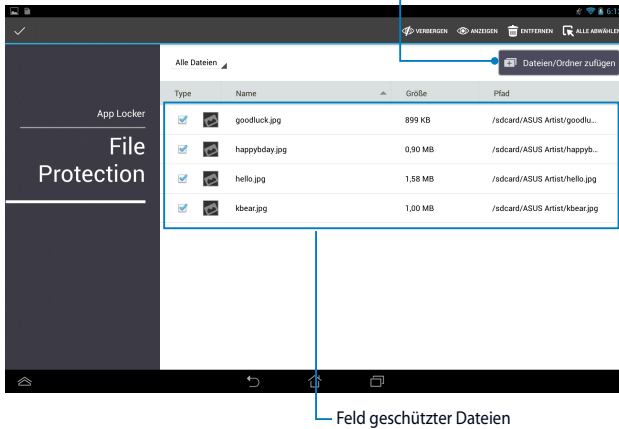 6:13
VERBERGEN ANZEIGEN ENTFERNEN ALLE ABWÄHLEN
Alle Dateien
Dateien/Ordner zufügen
Type Name Größe Pfad
App Locker
File
Protection
goodluck.jpg 899 KB /sdcard/ASUS Artist/goodlu...
happybday.jpg 0,90 MB /sdcard/ASUS Artist/happyb...
hello.jpg 1,58 MB /sdcard/ASUS Artist/hello.jpg
kbear.jpg 1,00 MB /sdcard/ASUS Artist/kbear.jpg
Feld geschützter Dateien